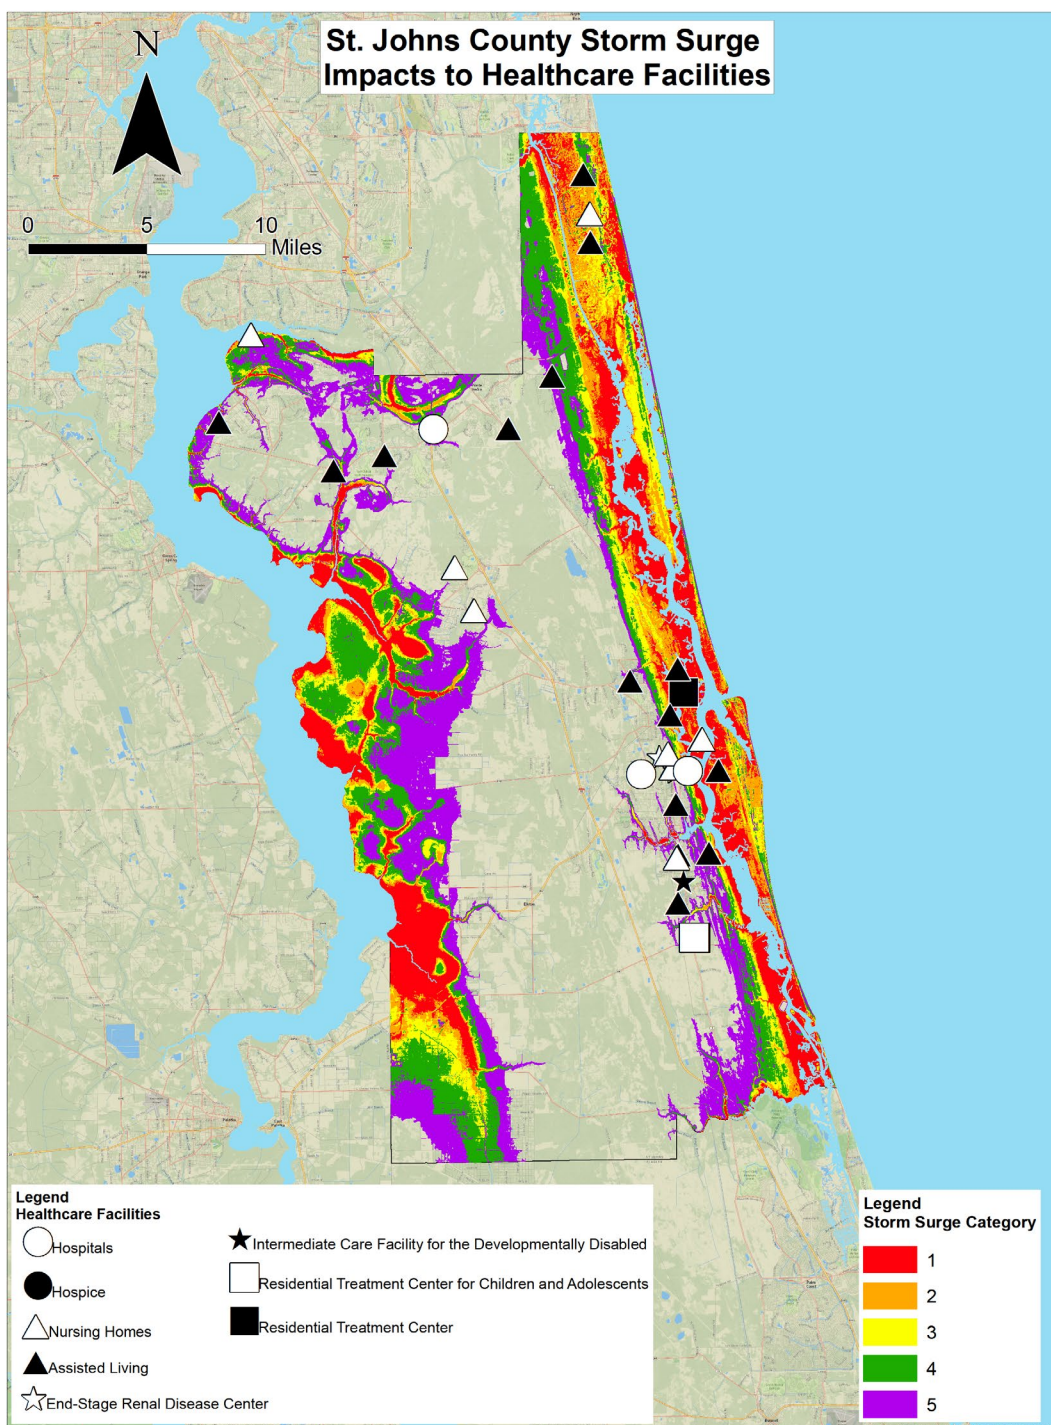 St. Johns County Storm Surge
Impacts to Healthcare Facilities
N
0 5 10
Miles
Legend
Healthcare Facilities
Hospitals
Hospice
Nursing Homes
Assisted Living
End-Stage Renal Disease Center
Intermediate Care Facility for the Developmentally Disabled
Residential Treatment Center for Children and Adolescents
Residential Treatment Center
Legend
Storm Surge Category
1
2
3
4
5